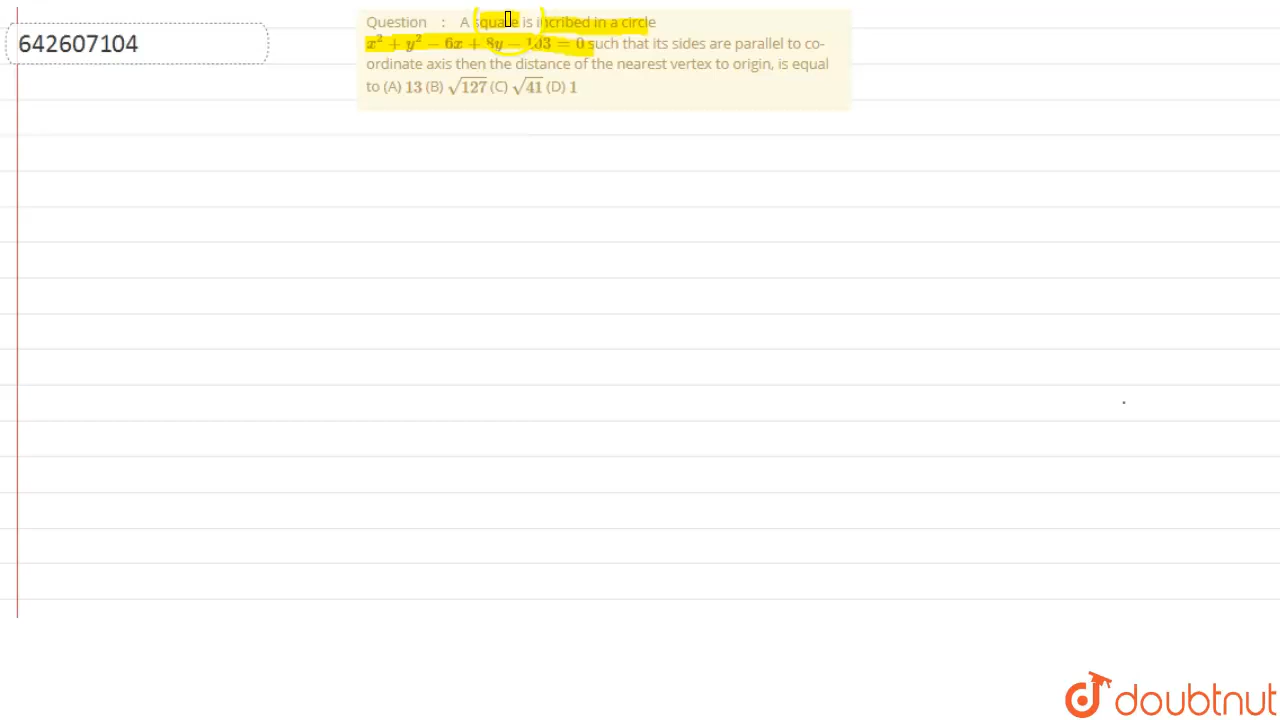 642607104
Question : A square is incribed in a circle
x² + y² − 6x + 8y − 103 = 0 such that its sides are parallel to co-
ordinate axis then the distance of the nearest vertex to origin, is equal
to (A) 13 (B) √127 (C) √41 (D) 1
doubtnut